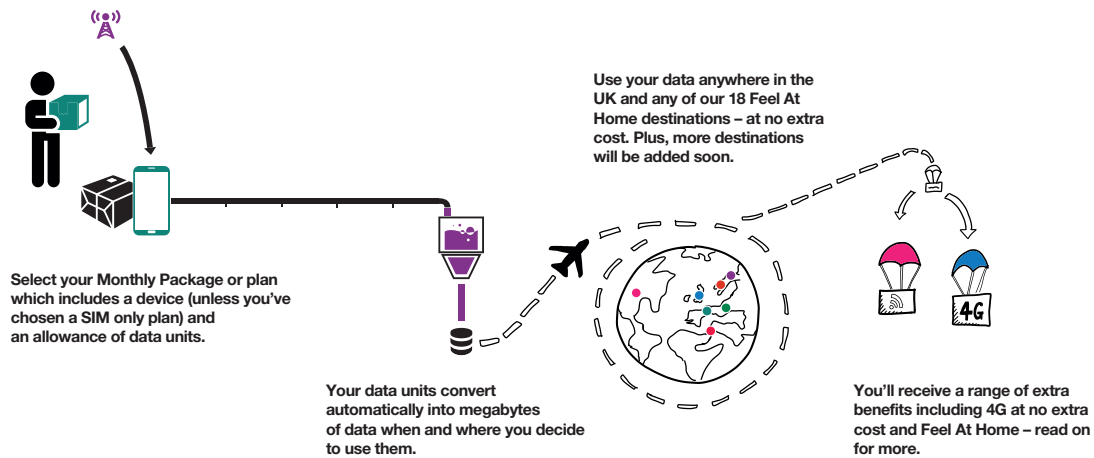 Select your Monthly Package or plan
which includes a device (unless you’ve
chosen a SIM only plan) and
an allowance of data units.
Your data units convert
automatically into megabytes
of data when and where you decide
to use them.
Use your data anywhere in the
UK and any of our 18 Feel At
Home destinations – at no extra
cost. Plus, more destinations
will be added soon.
4G
You’ll receive a range of extra
benefits including 4G at no extra
cost and Feel At Home – read on
for more.